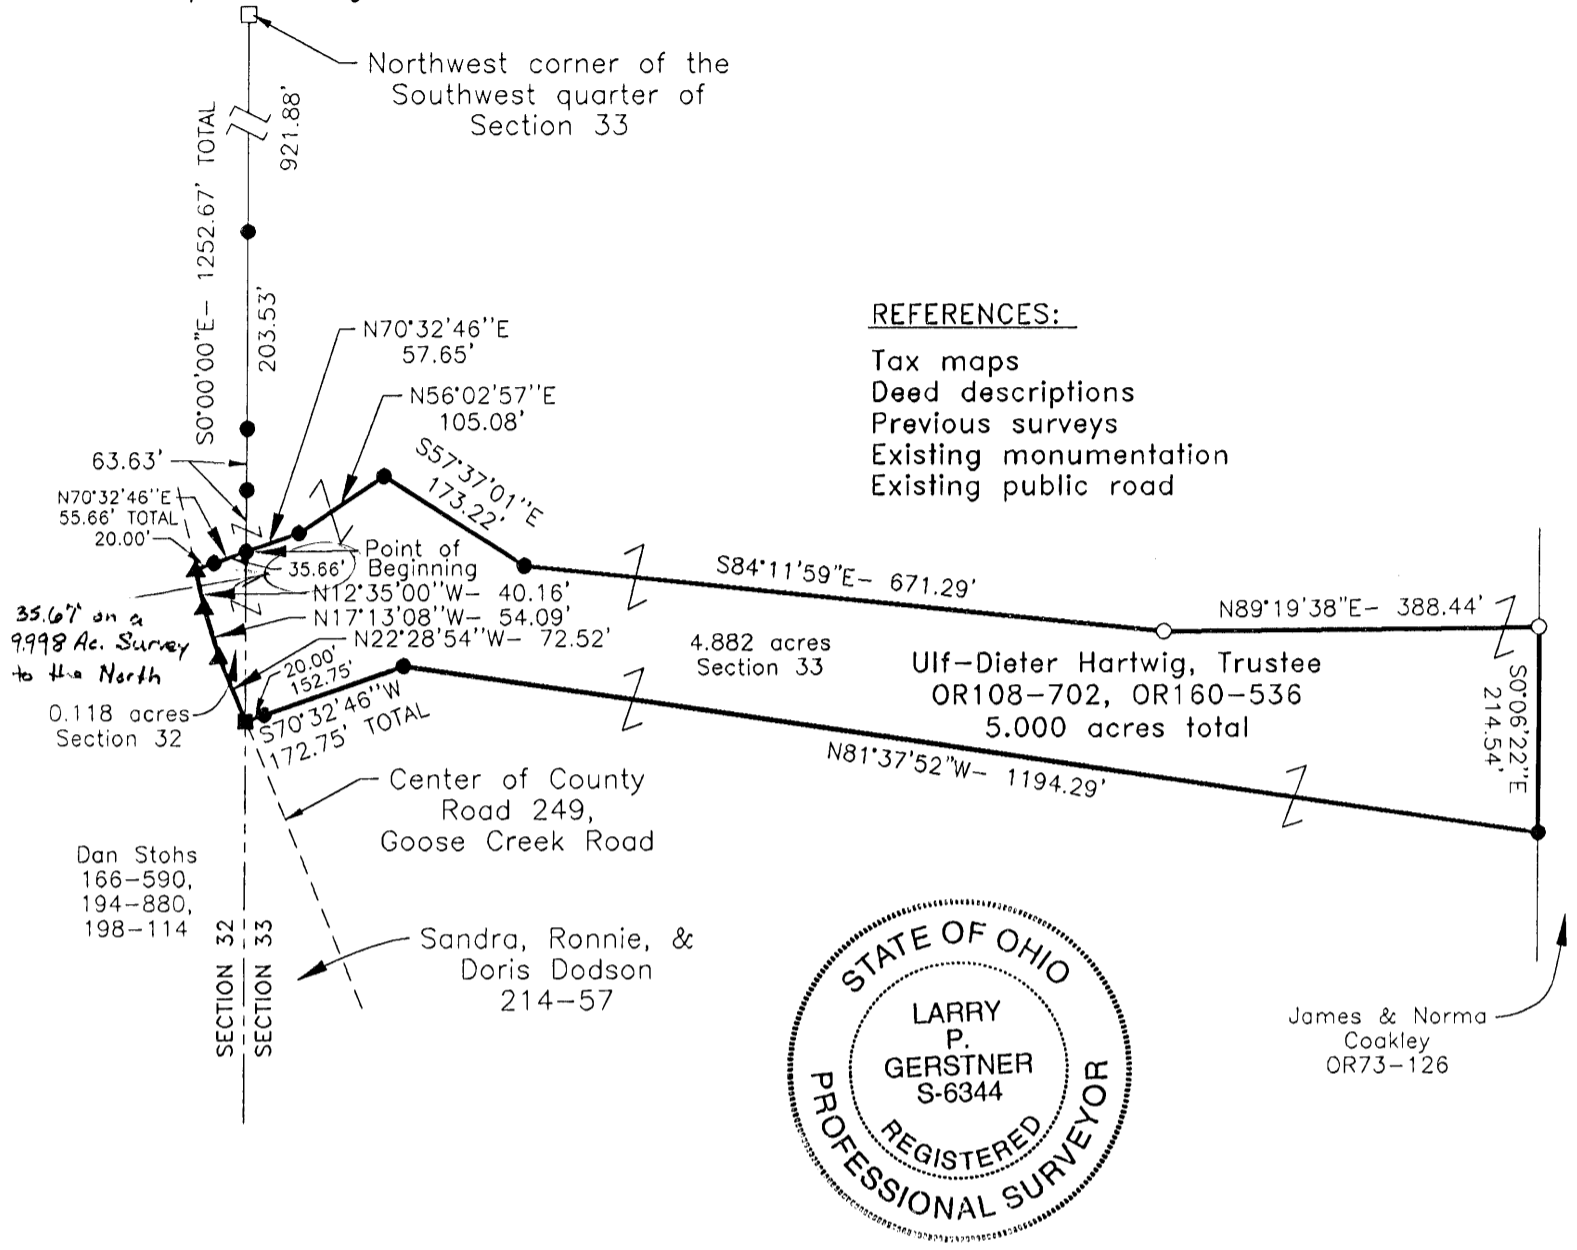 Northwest corner of the
Southwest quarter of
Section 33
S0°00'00"E- 1252.67' TOTAL
921.88'
203.53'
N70°32'46''E
57.65'
N56°02'57''E
105.08'
S57°37'01''E
173.22'
REFERENCES:
Tax maps
Deed descriptions
Previous surveys
Existing monumentation
Existing public road
63.63'
N70°32'46''E
55.66' TOTAL
20.00'
Point of
Beginning
35.66'
N12°35'00''W- 40.16'
N17°13'08''W- 54.09'
N22°28'54''W- 72.52'
35.67' on a
9.998 Ac. Survey
to the North
0.118 acres
Section 32
20.00'
152.75'
S70°32'46''W
172.75' TOTAL
S84°11'59"E- 671.29'
N89°19'38"E- 388.44'
4.882 acres
Section 33
Ulf-Dieter Hartwig, Trustee
OR108-702, OR160-536
5.000 acres total
S0°06'22''E
214.54'
N81°37'52"W- 1194.29'
Center of County
Road 249,
Goose Creek Road
Dan Stohs
166-590,
194-880,
198-114
SECTION 32
SECTION 33
Sandra, Ronnie, &
Doris Dodson
214-57
James & Norma
Coakley
OR73-126
STATE OF OHIO
LARRY
P.
GERSTNER
S-6344
REGISTERED
PROFESSIONAL SURVEYOR